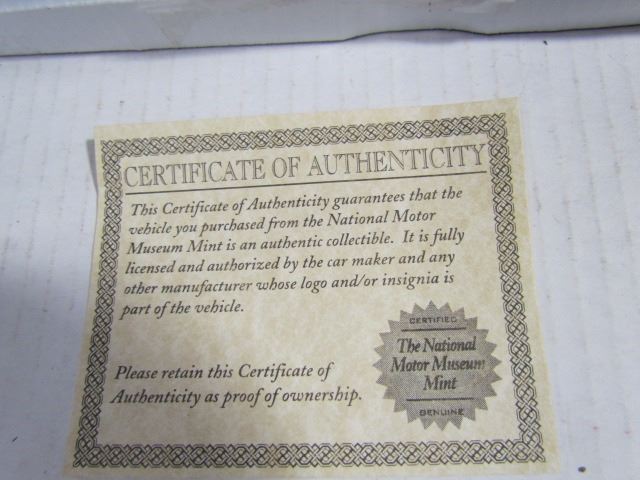 CERTIFICATE OF AUTHENTICITY
This Certificate of Authenticity guarantees that the
vehicle you purchased from the National Motor
Museum Mint is an authentic collectible. It is fully
licensed and authorized by the car maker and any
other manufacturer whose logo and/or insignia is
part of the vehicle.
Please retain this Certificate of
Authenticity as proof of ownership.
CERTIFIED
The National
Motor Museum
Mint
GENUINE